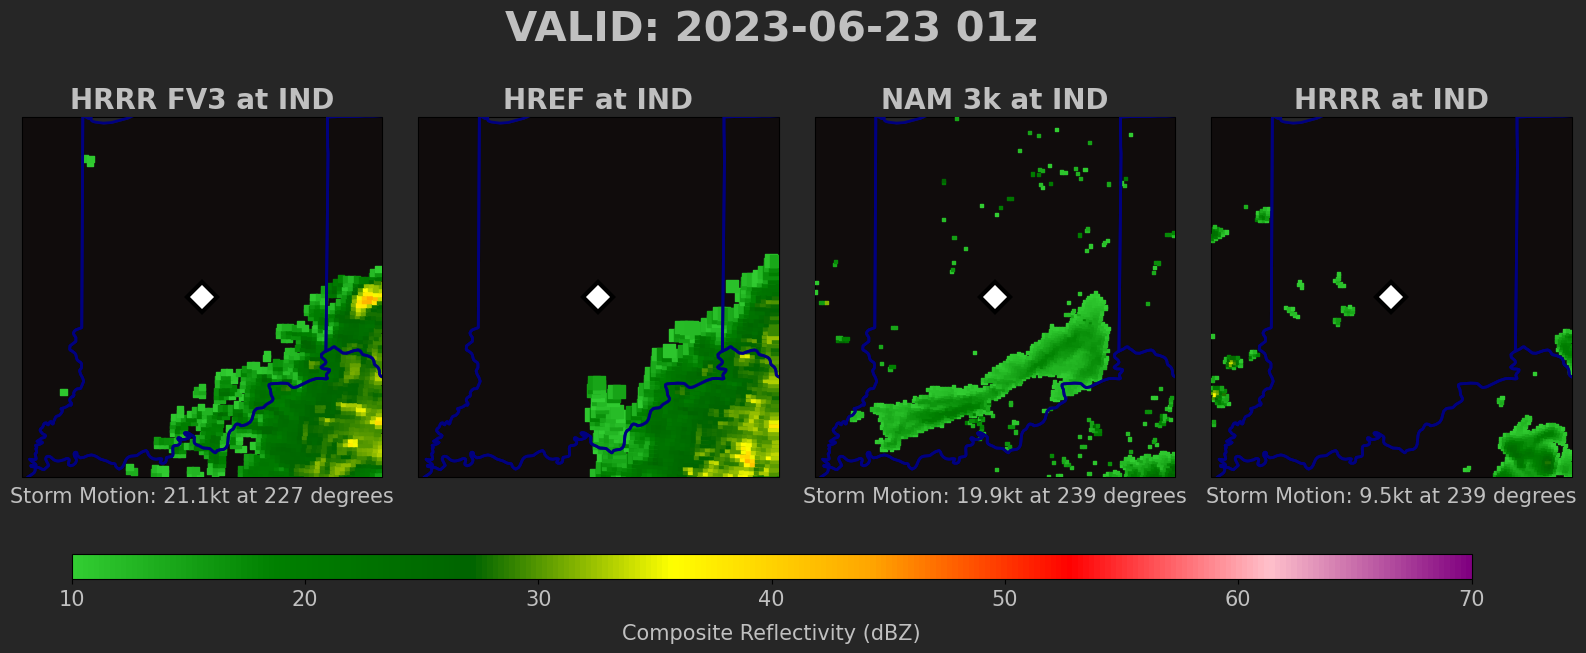 VALID: 2023-06-23 01z
HRRR FV3 at IND
HREF at IND
NAM 3k at IND
HRRR at IND
Storm Motion: 21.1kt at 227 degrees
Storm Motion: 19.9kt at 239 degrees
Storm Motion: 9.5kt at 239 degrees
10 20 30 40 50 60 70
Composite Reflectivity (dBZ)